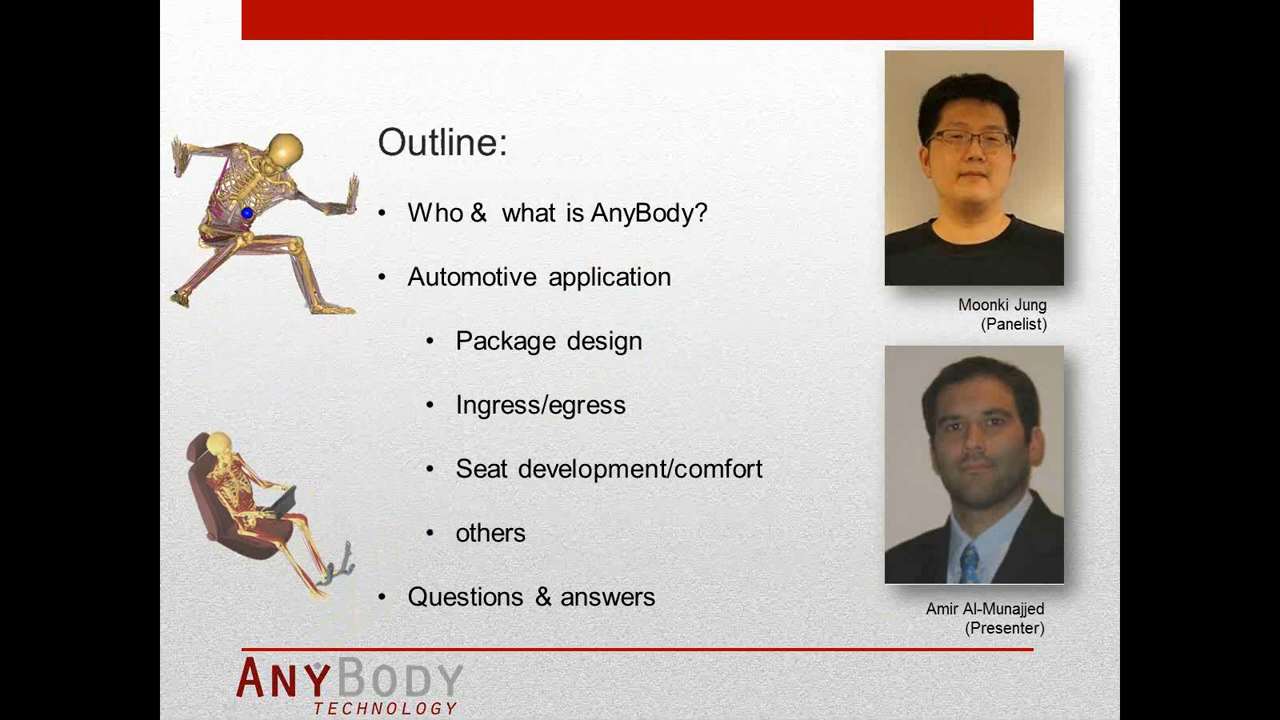 Outline:
• Who & what is AnyBody?
• Automotive application
• Package design
• Ingress/egress
• Seat development/comfort
• others
• Questions & answers
Moonki Jung
(Panelist)
Amir Al-Munajjed
(Presenter)
ANYBODY
TECHNOLOGY